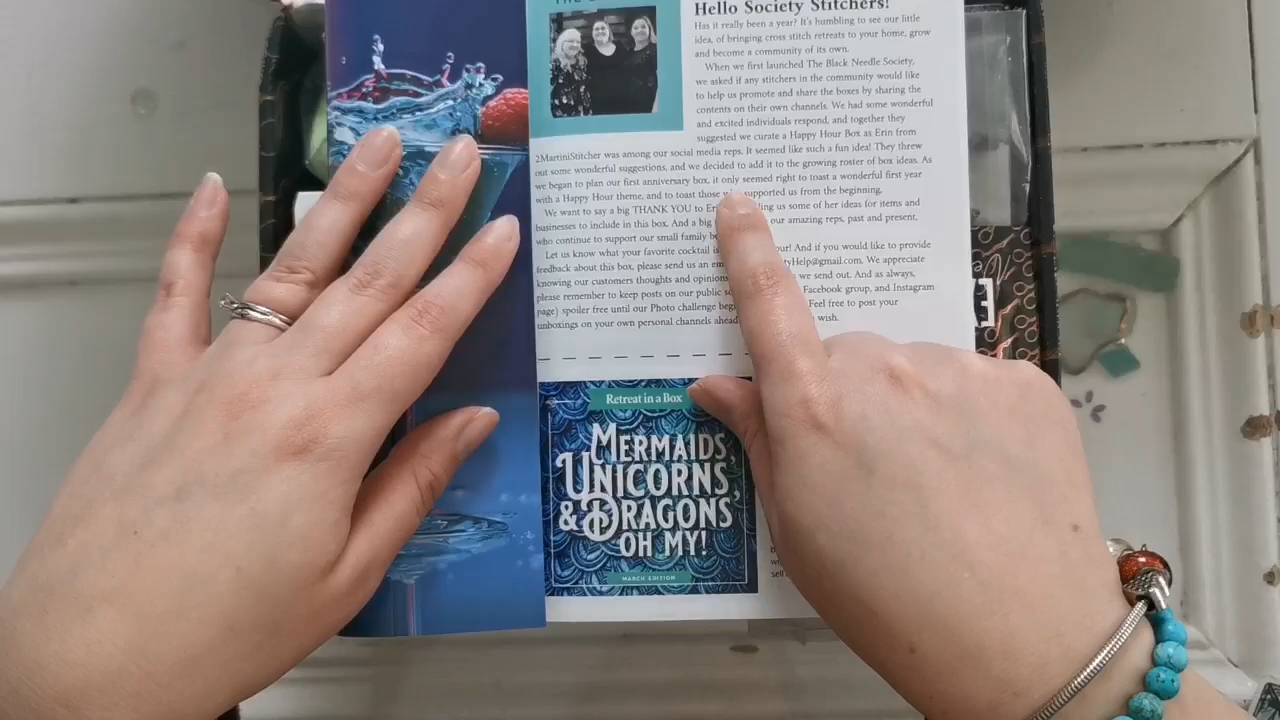 Hello Society Stitchers!
Has it really been a year? It's humbling to see our little
idea, of bringing cross stitch retreats to your home, grow
and become a community of its own.
When we first launched The Black Needle Society,
we asked if any stitchers in the community would like
to help us promote and share the boxes by sharing the
contents on their own channels. We had some wonderful
and excited individuals respond, and together they
suggested we curate a Happy Hour Box as Erin from
2MartiniStitcher was among our social media reps. It seemed like such a fun idea! They threw
out some wonderful suggestions, and we decided to add it to the growing roster of box ideas. As
we began to plan our first anniversary box, it only seemed right to toast a wonderful first year
with a Happy Hour theme, and to toast those who supported us from the beginning.
We want to say a big THANK YOU to us some of her ideas for items and
businesses to include in this box. And a big our amazing reps, past and present,
who continue to support our small family
Let us know what your favorite cocktail is And if you would like to provide
feedback about this box, please send us an We appreciate
knowing our customers thoughts and opinions we send out. And as always,
please remember to keep posts on our public Facebook group, and Instagram
page) spoiler free until our Photo challenge Feel free to post your
unboxings on your own personal channels ahead wish.
Retreat in a Box
MERMAIDS,
UNICORNS,
& DRAGONS
OH MY!
MARCH EDITION